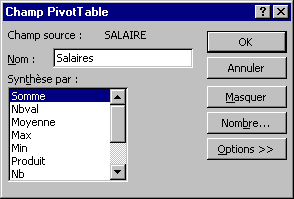 Champ PivotTable
Champ source : SALAIRE
OK
Nom : Salaires
Annuler
Synthèse par :
Somme
Masquer
Nbval
Moyenne
Nombre...
Max
Min
Options >>
Produit
Nb